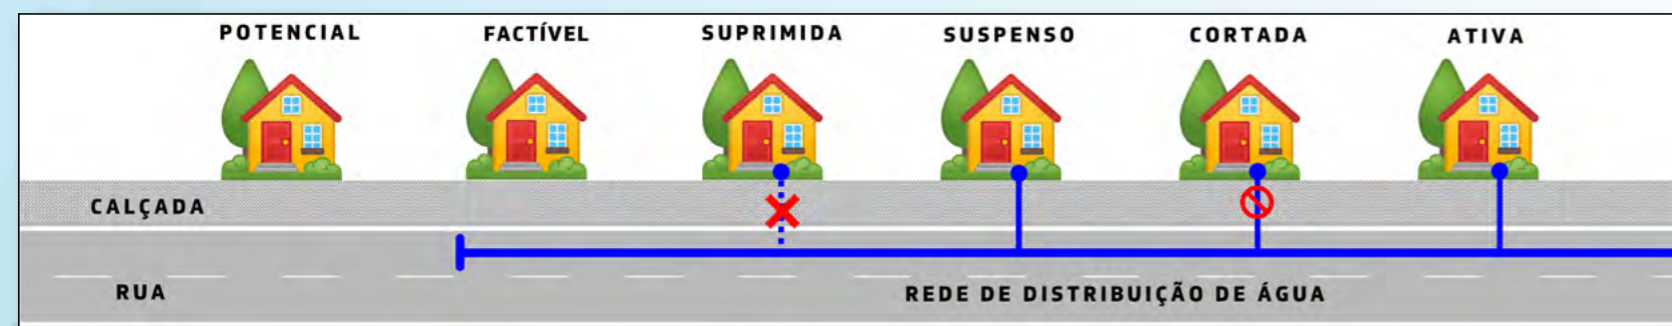 POTENCIAL
FACTÍVEL
SUPRIMIDA
SUSPENSO
CORTADA
ATIVA
CALÇADA
RUA
REDE DE DISTRIBUIÇÃO DE ÁGUA